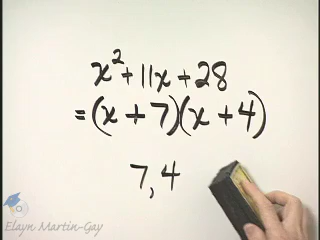 x²+11x+28
=(x+7)(x+4)
7,4
Elayn Martin-Gay